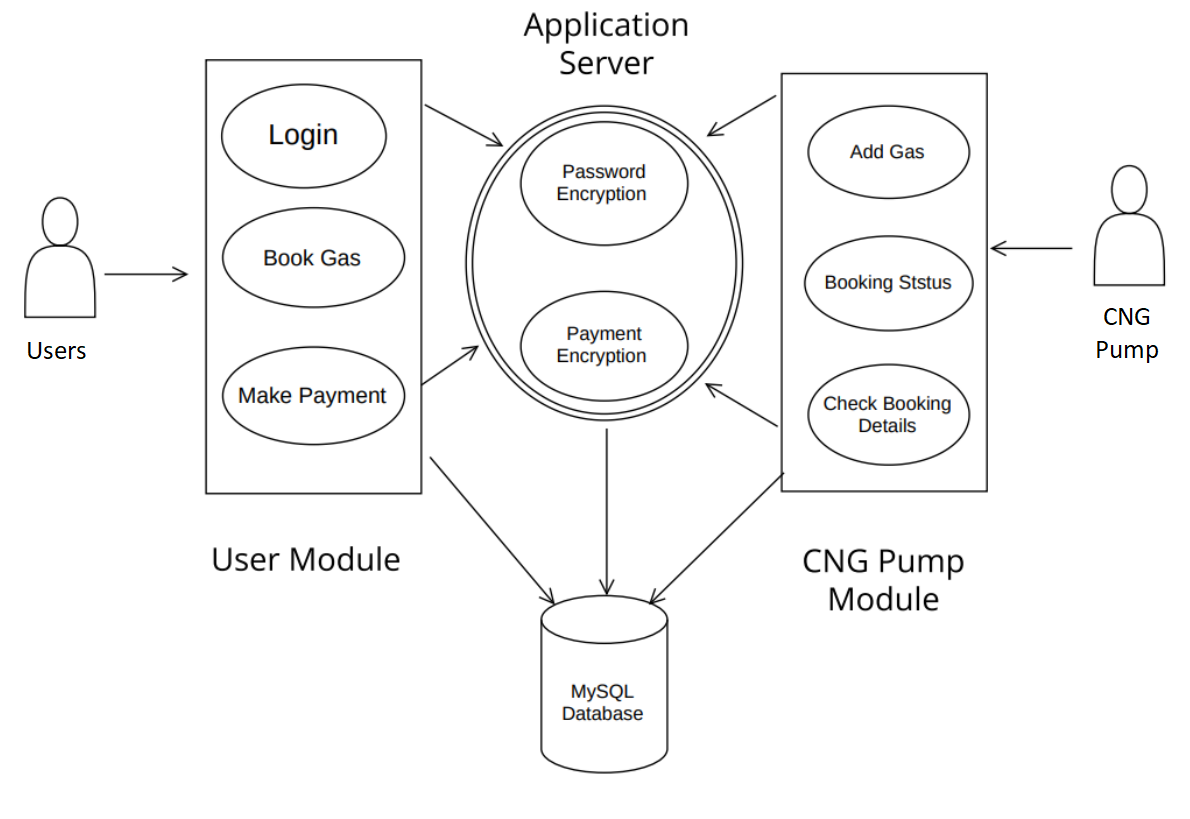 Application
Server
Login
Book Gas
Make Payment
Password
Encryption
Payment
Encryption
Add Gas
Booking Ststus
Check Booking
Details
Users
CNG
Pump
User Module
CNG Pump
Module
MySQL
Database